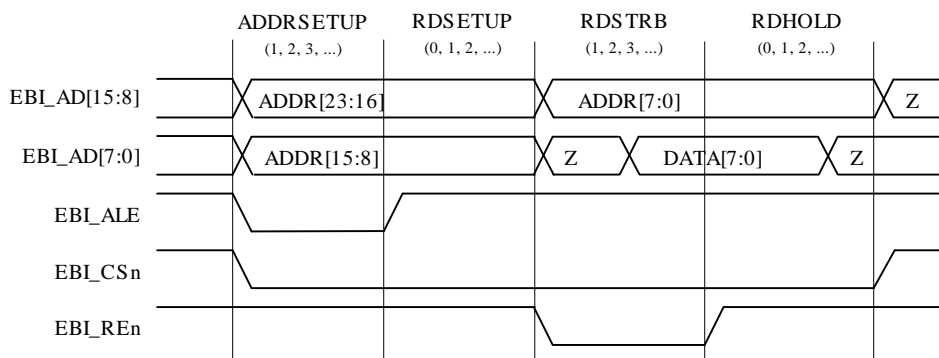 ADDRSETUP RDSETUP RDSTRB RDHOLD
(1, 2, 3, ...) (0, 1, 2, ...) (1, 2, 3, ...) (0, 1, 2, ...)
EBI_AD[15:8] ADDR[23:16] ADDR[7:0] Z
EBI_AD[7:0] ADDR[15:8] Z DATA[7:0] Z
EBI_ALE
EBI_CSn
EBI_REn